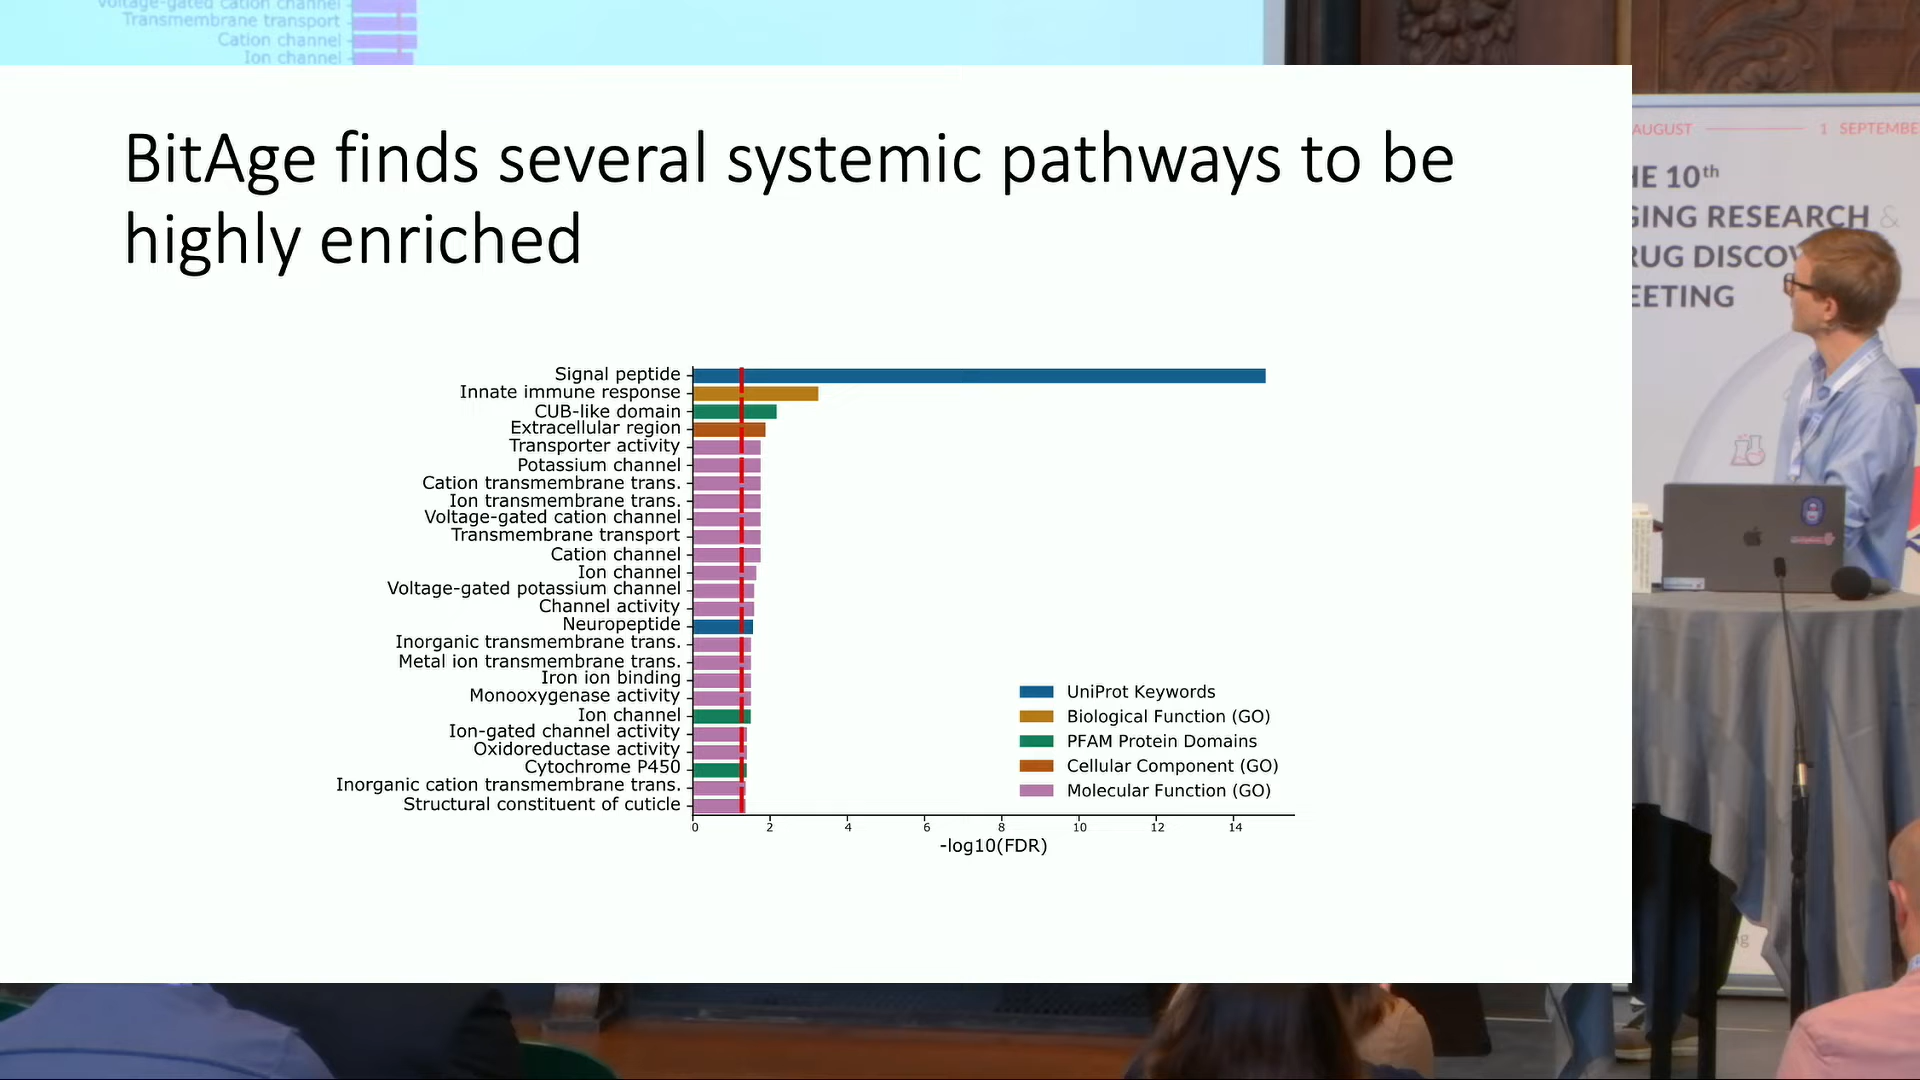 Voltage-gated cation channel
Transmembrane transport
Cation channel
Ion channel
BitAge finds several systemic pathways to be
highly enriched
Signal peptide
Innate immune response
CUB-like domain
Extracellular region
Transporter activity
Potassium channel
Cation transmembrane trans.
Ion transmembrane trans.
Voltage-gated cation channel
Transmembrane transport
Cation channel
Ion channel
Voltage-gated potassium channel
Channel activity
Neuropeptide
Inorganic transmembrane trans.
Metal ion transmembrane trans.
Iron ion binding
Monooxygenase activity
Ion channel
Ion-gated channel activity
Oxidoreductase activity
Cytochrome P450
Inorganic cation transmembrane trans.
Structural constituent of cuticle
UniProt Keywords
Biological Function (GO)
PFAM Protein Domains
Cellular Component (GO)
Molecular Function (GO)
0 2 4 6 8 10 12 14
-log10(FDR)
AUGUST 1 SEPTEMBE
HE 10th
GING RESEARCH &
RUG DISCOV
EETING